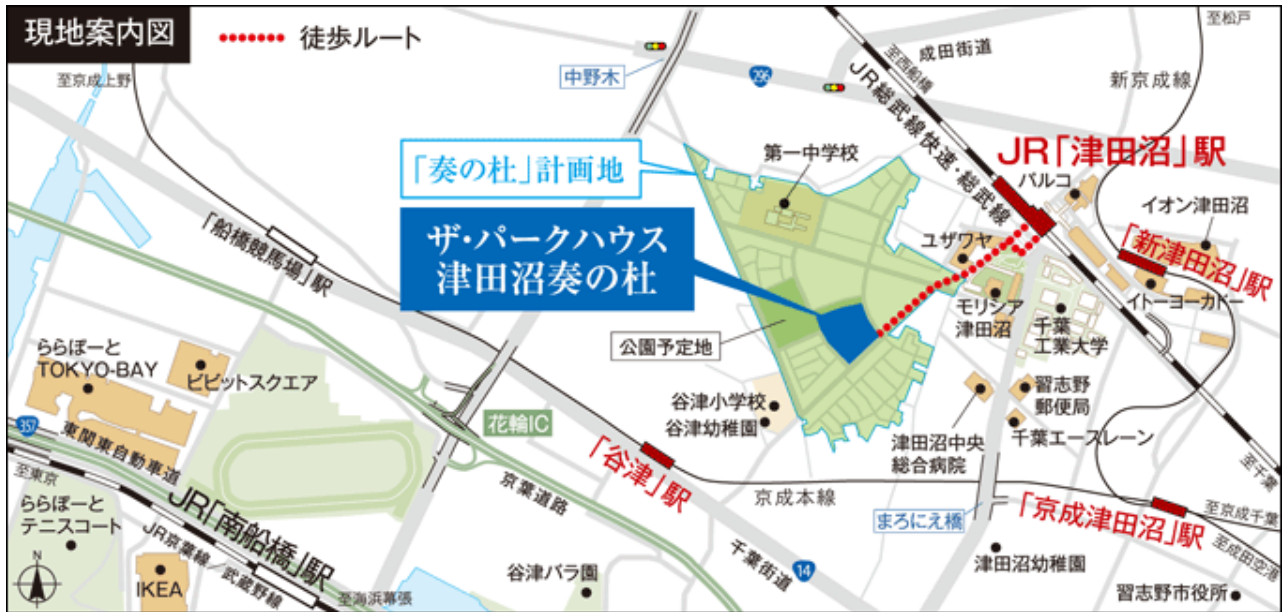 現地案内図
徒歩ルート
至京成上野
中野木
296
成田街道
至西船橋
至松戸
新京成線
JR総武線快速・総武線
JR「津田沼」駅
パルコ
イオン津田沼
「新津田沼」駅
イトーヨーカドー
「奏の杜」計画地
第一中学校
ザ・パークハウス
津田沼奏の杜
ユザワヤ
モリシア
津田沼
千葉
工業大学
公園予定地
「船橋競馬場」駅
ららぽーと
TOKYO-BAY
ビビットスクエア
花輪IC
谷津小学校
谷津幼稚園
津田沼中央
総合病院
習志野
郵便局
千葉エースレーン
至千葉
357
東関東自動車道
至東京
「谷津」駅
京成本線
京葉道路
まろにえ橋
「京成津田沼」駅
至京成千葉
至成田空港
ららぽーと
テニスコート
JR「南船橋」駅
JR京葉線/武蔵野線
至海浜幕張
千葉街道
14
津田沼幼稚園
谷津バラ園
習志野市役所
N
IKEA